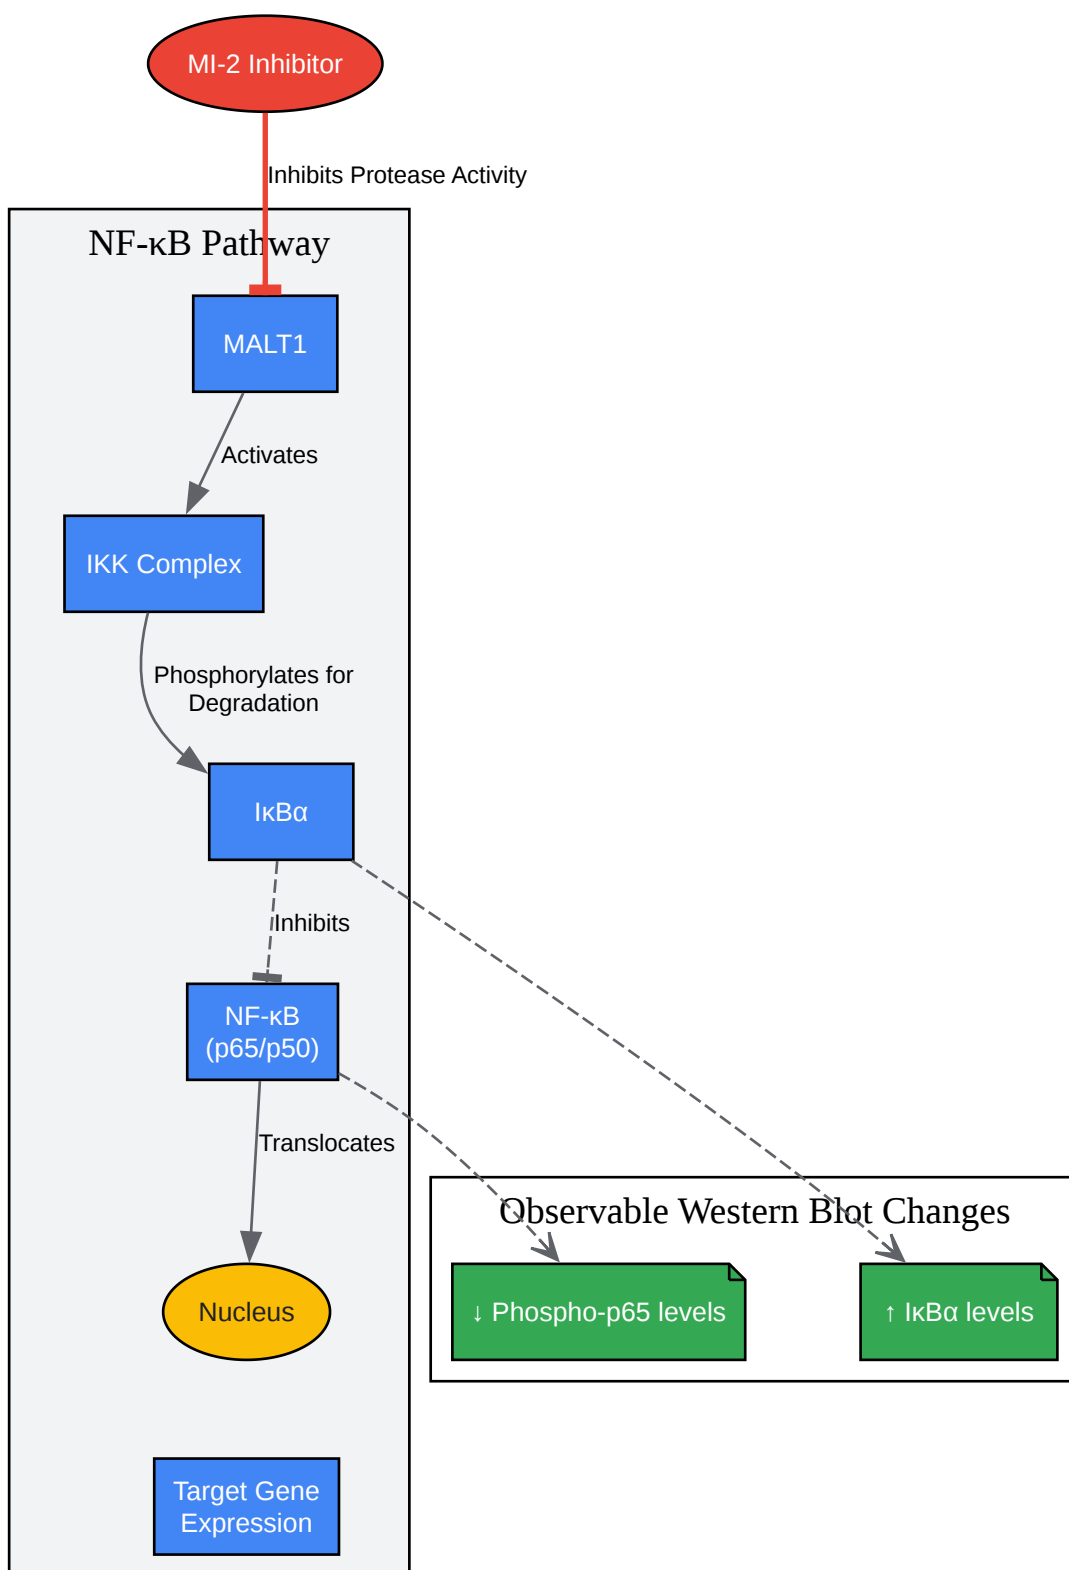 MI-2 Inhibitor
Inhibits Protease Activity
NF-κB Pathway
MALT1
Activates
IKK Complex
Phosphorylates for
Degradation
IκBα
Inhibits
NF-κB
(p65/p50)
Translocates
Observable Western Blot Changes
↓ Phospho-p65 levels
↑ IκBα levels
Nucleus
Target Gene
Expression